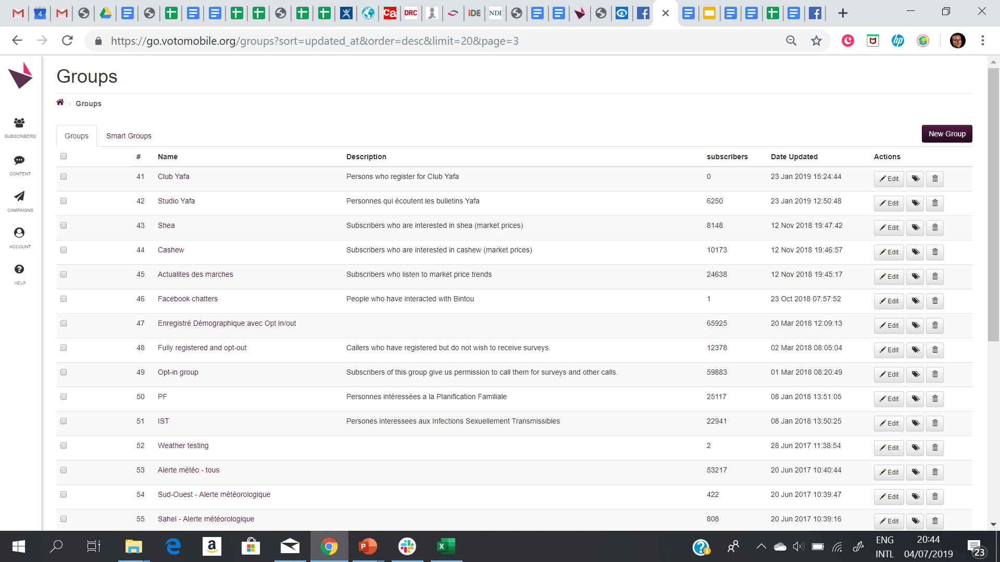 4
ca
DRC
iDE
NDI
https://go.votomobile.org/groups?sort=updated_at&order=desc&limit=20&page=3
Groups
Groups
SUBSCRIBERS
CONTENT
CAMPAIGNS
ACCOUNT
HELP
Groups Smart Groups New Group
# Name Description subscribers Date Updated Actions
41 Club Yafa Persons who register for Club Yafa 0 23 Jan 2019 15:24:44 Edit
42 Studio Yafa Personnes qui écoutent les bulletins Yafa 6250 23 Jan 2019 12:50:48 Edit
43 Shea Subscribers who are interested in shea (market prices) 8148 12 Nov 2018 19:47:42 Edit
44 Cashew Subscribers who are interested in cashew (market prices) 10173 12 Nov 2018 19:46:57 Edit
45 Actualites des marches Subscribers who listen to market price trends 24638 12 Nov 2018 19:45:17 Edit
46 Facebook chatters People who have interacted with Bintou 1 23 Oct 2018 07:57:52 Edit
47 Enregistré Démographique avec Opt in/out 65925 20 Mar 2018 12:09:13 Edit
48 Fully registered and opt-out Callers who have registered but do not wish to receive surveys. 12378 02 Mar 2018 08:05:04 Edit
49 Opt-in group Subscribers of this group give us permission to call them for surveys and other calls. 59883 01 Mar 2018 08:20:49 Edit
50 PF Personnes intéressées a la Planification Familiale 25117 08 Jan 2018 13:51:05 Edit
51 IST Persones interessees aux Infections Sexuellement Transmissibles 22941 08 Jan 2018 13:50:25 Edit
52 Weather testing 2 28 Jun 2017 11:38:54 Edit
53 Alerte météo - tous 53217 20 Jun 2017 10:40:44 Edit
54 Sud-Ouest - Alerte météorologique 422 20 Jun 2017 10:39:47 Edit
55 Sahel - Alerte météorologique 808 20 Jun 2017 10:39:16 Edit
ENG
INTL
20:44
04/07/2019
23